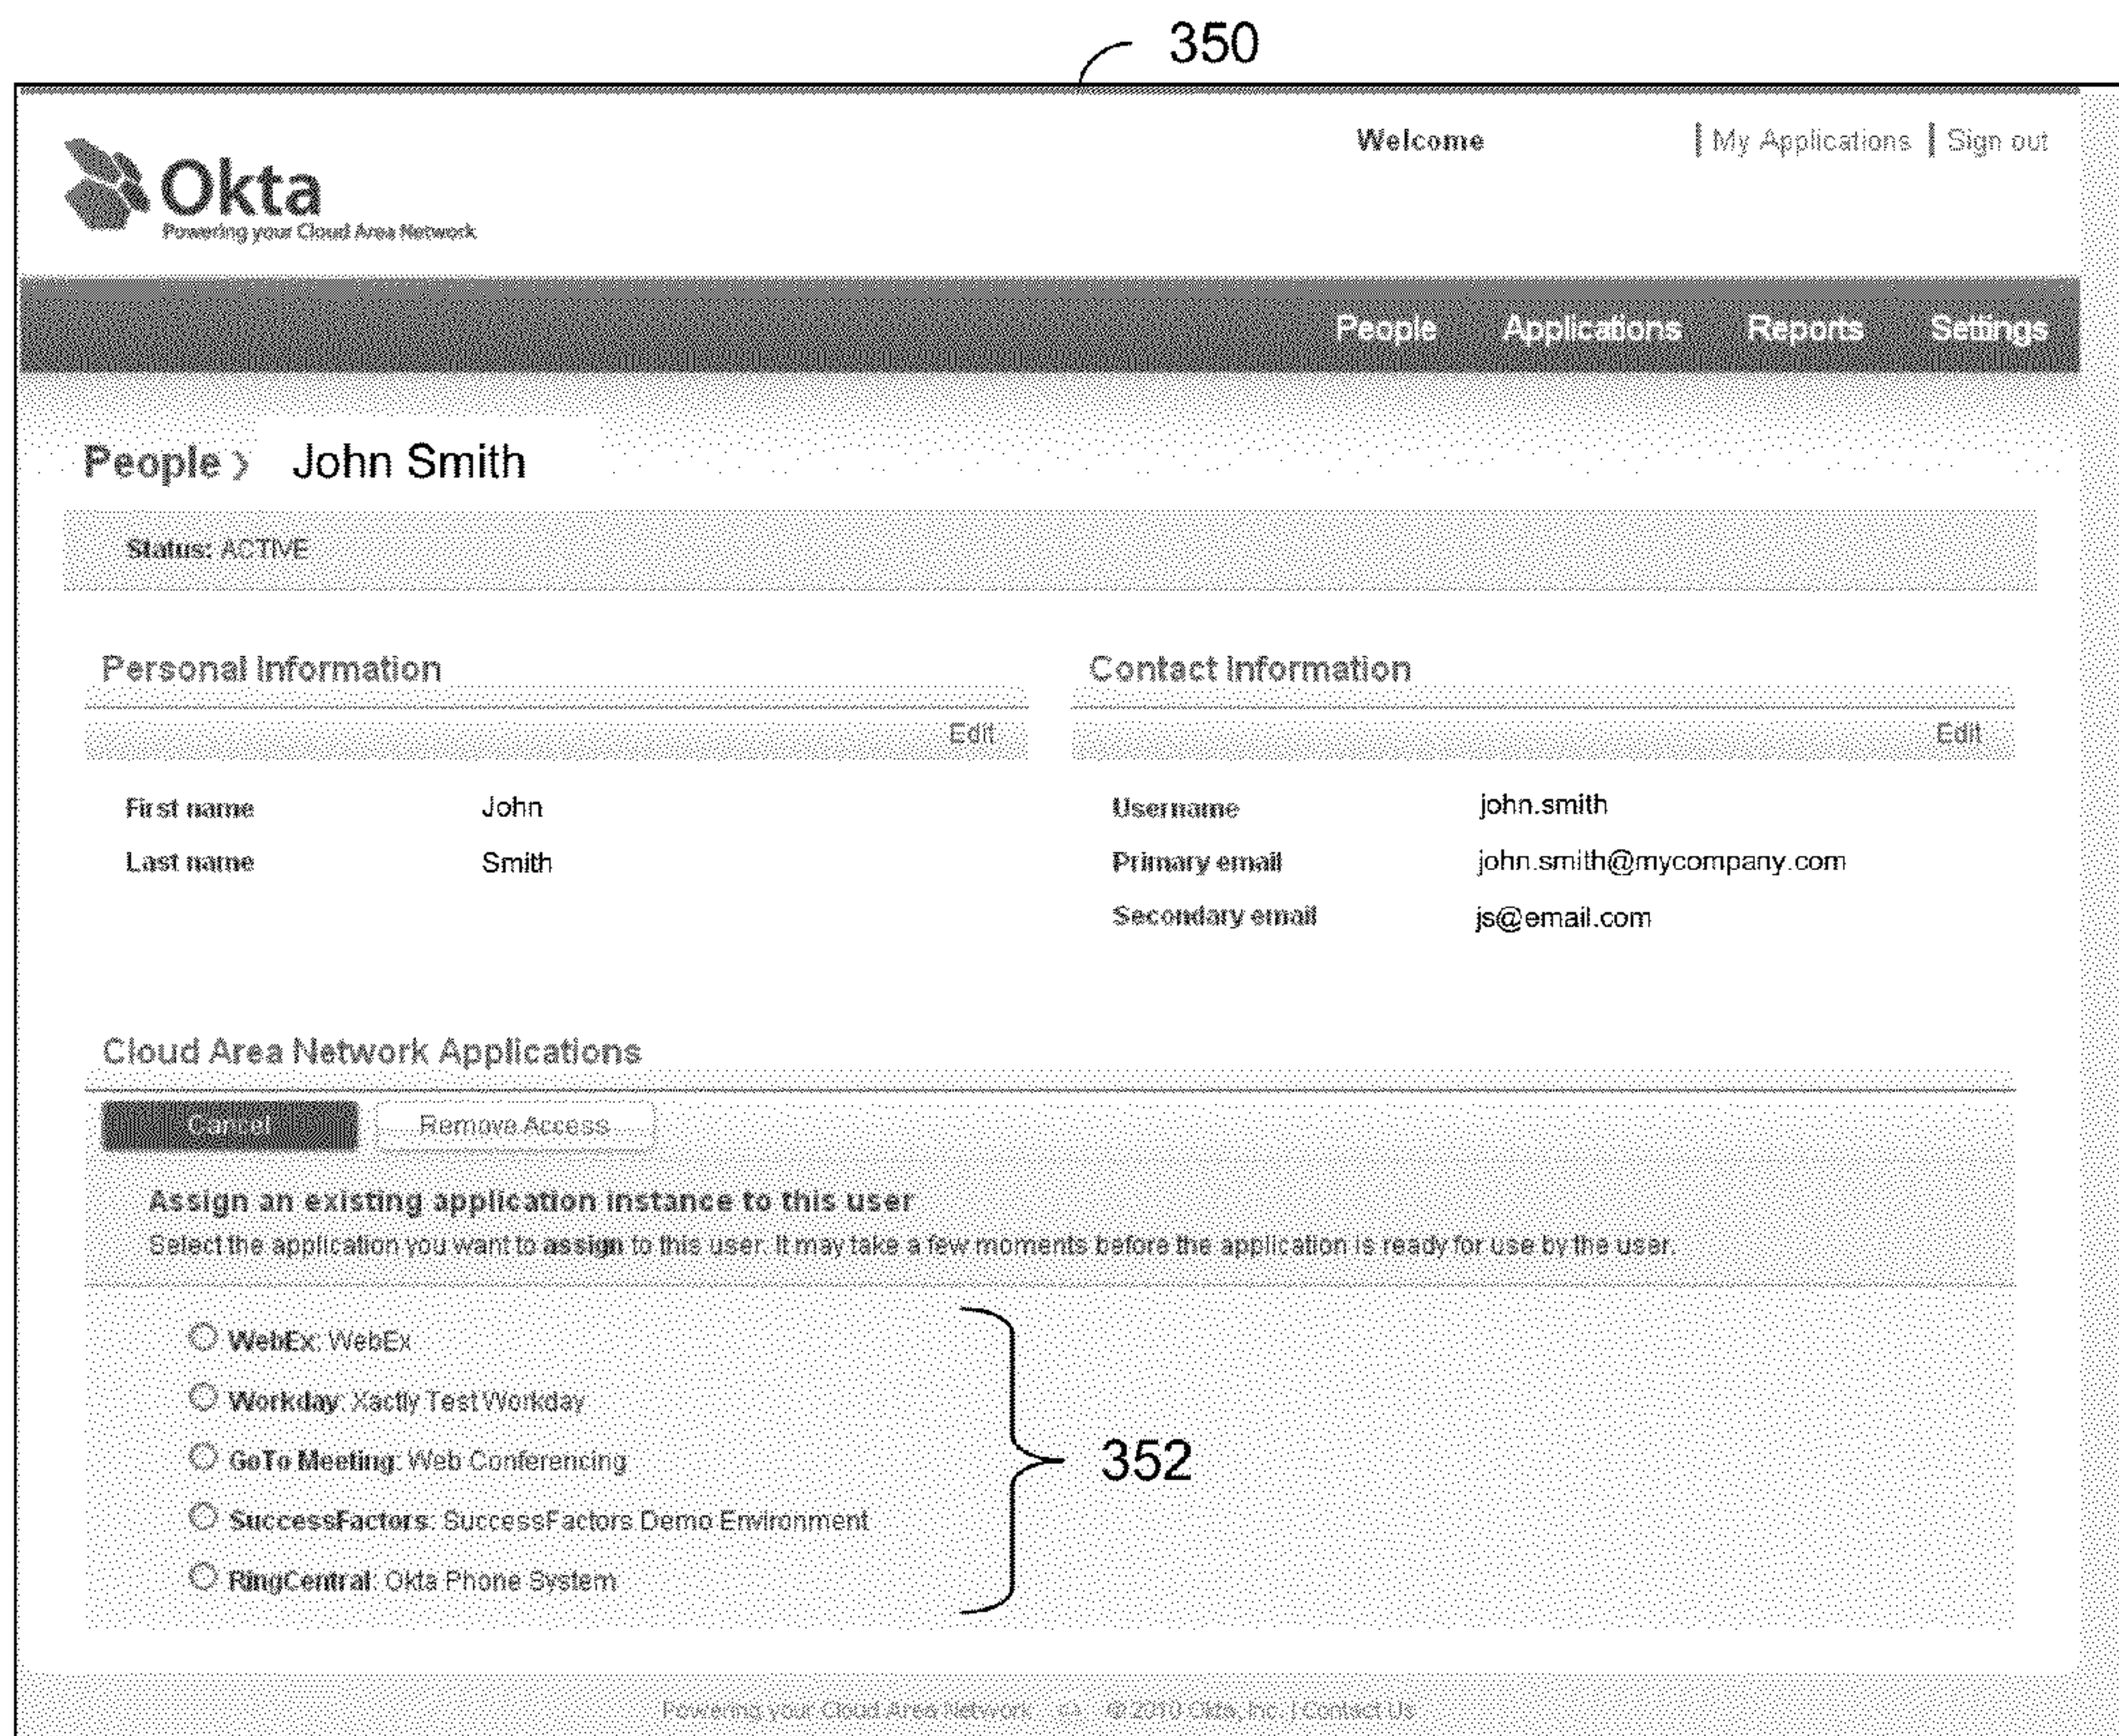 350
Welcome | My Applications | Sign out
Okta
Powering your Cloud Area Network
People Applications Reports Settings
People › John Smith
Status: ACTIVE
Personal Information
Edit
First name John
Last name Smith
Contact Information
Edit
Username john.smith
Primary email john.smith@mycompany.com
Secondary email js@email.com
Cloud Area Network Applications
Cancel Remove Access
Assign an existing application instance to this user
Select the application you want to assign to this user. It may take a few moments before the application is ready for use by the user.
WebEx: WebEx
Workday: Xactly Test Workday
GoTo Meeting: Web Conferencing
SuccessFactors: SuccessFactors Demo Environment
RingCentral: Okta Phone System
352
Powering your Cloud Area Network © 2010 Okta, Inc. | Contact Us